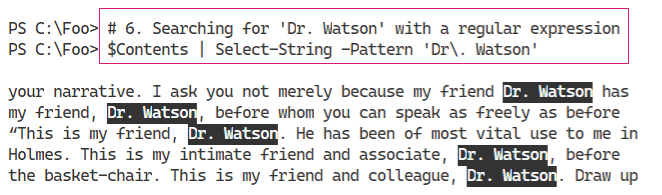 PS C:\Foo> # 6. Searching for 'Dr. Watson' with a regular expression
PS C:\Foo> $Contents | Select-String -Pattern 'Dr\. Watson'
your narrative. I ask you not merely because my friend Dr. Watson has
my friend, Dr. Watson, before whom you can speak as freely as before
“This is my friend, Dr. Watson. He has been of most vital use to me in
Holmes. This is my intimate friend and associate, Dr. Watson, before
the basket-chair. This is my friend and colleague, Dr. Watson. Draw up